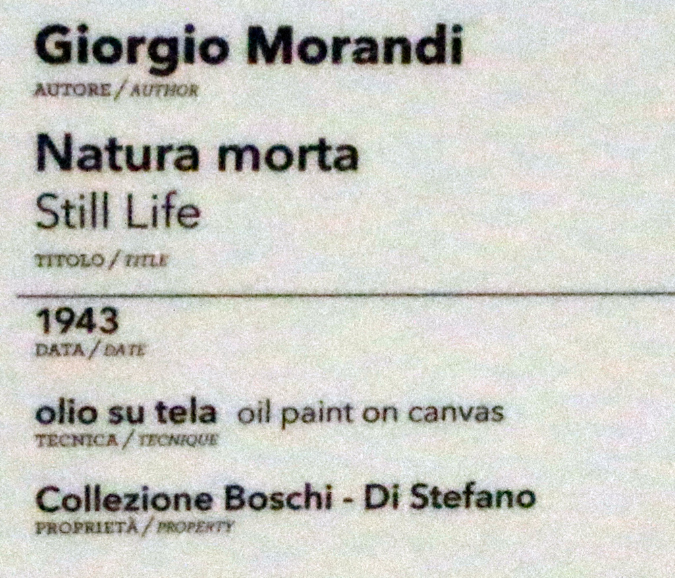 Giorgio Morandi
AUTORE / AUTHOR
Natura morta
Still Life
TITOLO / TITLE
1943
DATA / DATE
olio su tela oil paint on canvas
TECNICA / TECNIQUE
Collezione Boschi - Di Stefano
PROPRIETÀ / PROPERTY